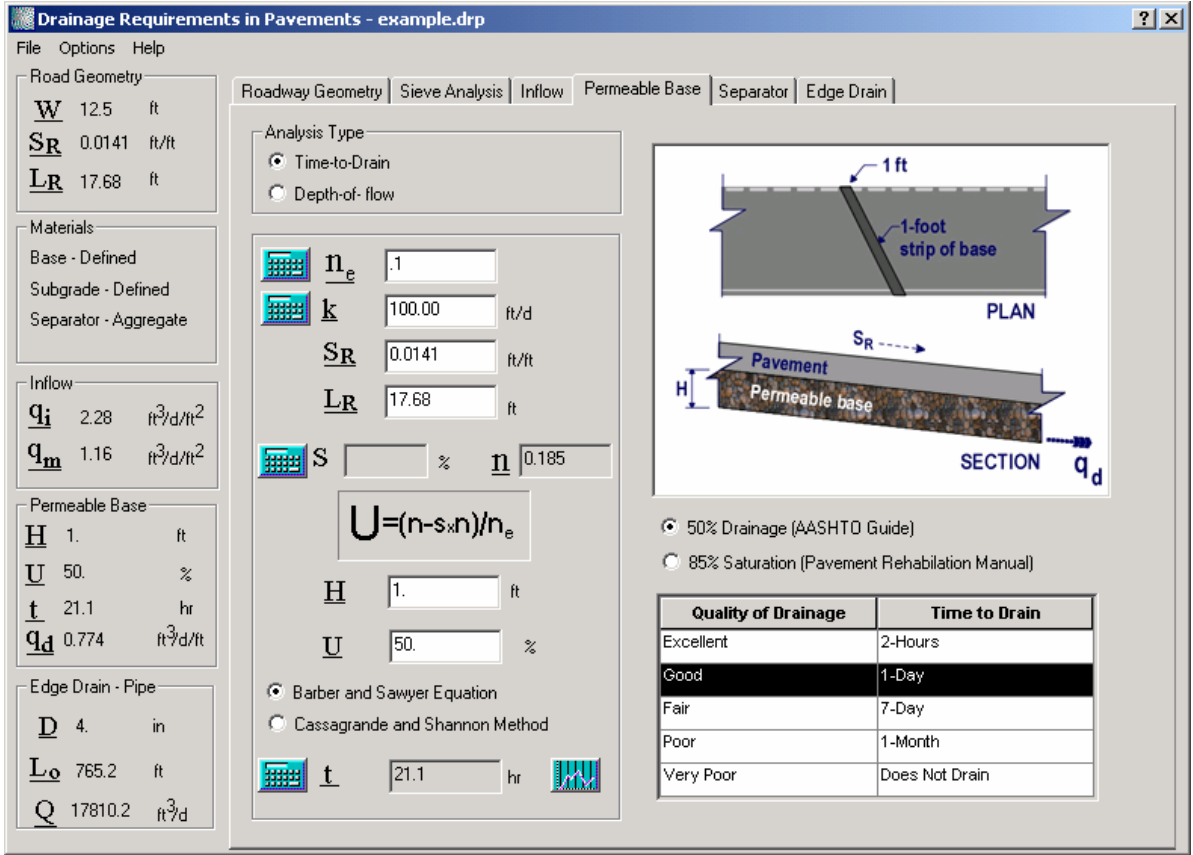 Drainage Requirements in Pavements - example.drp
File Options Help
Road Geometry
W 12.5 ft
SR 0.0141 ft/ft
LR 17.68 ft
Materials
Base - Defined
Subgrade - Defined
Separator - Aggregate
Inflow
qi 2.28 ft3/d/ft2
qm 1.16 ft3/d/ft2
Permeable Base
H 1. ft
U 50. %
t 21.1 hr
qd 0.774 ft3/d/ft
Edge Drain - Pipe
D 4. in
Lo 765.2 ft
Q 17810.2 ft3/d
Roadway Geometry Sieve Analysis Inflow Permeable Base Separator Edge Drain
Analysis Type
Time-to-Drain
Depth-of- flow
ne .1
k 100.00 ft/d
SR 0.0141 ft/ft
LR 17.68 ft
S % n 0.185
U=(n-sxn)/ne
H 1. ft
U 50. %
Barber and Sawyer Equation
Cassagrande and Shannon Method
t 21.1 hr
1 ft
1-foot
strip of base
PLAN
SR
Pavement
H
Permeable base
SECTION
qd
50% Drainage (AASHTO Guide)
85% Saturation (Pavement Rehabilation Manual)
Quality of Drainage Time to Drain
Excellent 2-Hours
Good 1-Day
Fair 7-Day
Poor 1-Month
Very Poor Does Not Drain